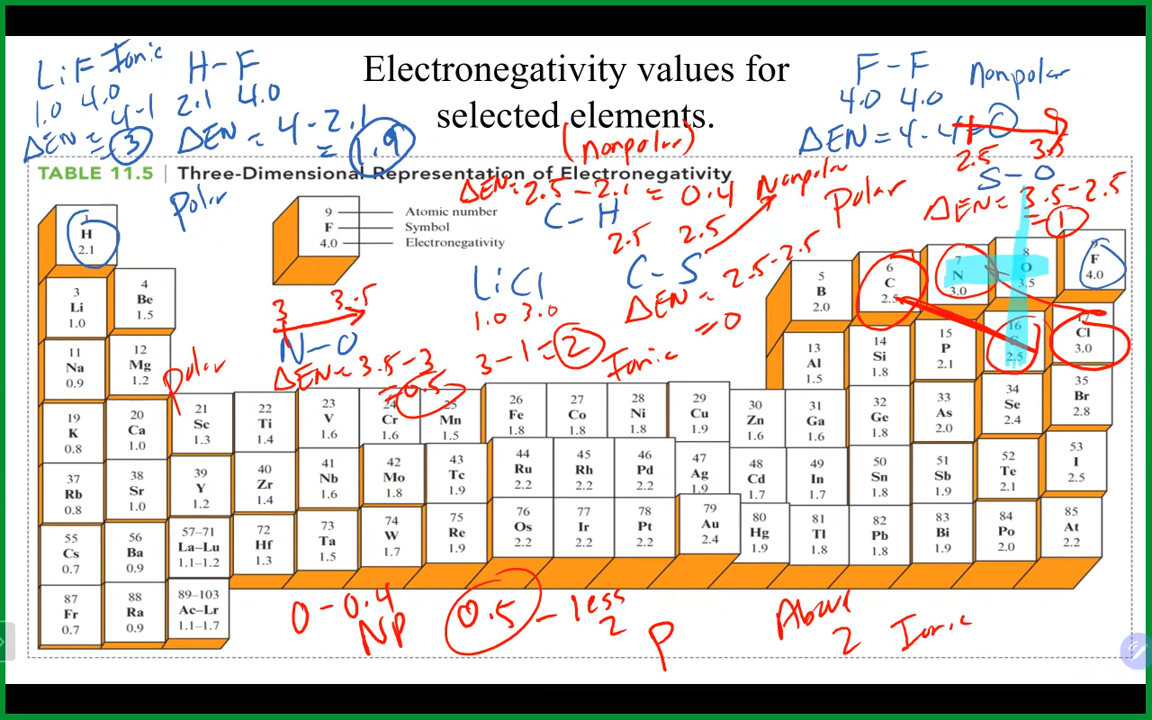 Electronegativity values for
selected elements.
LiF Ionic
1.0 4.0
4-1
ΔEN =
= 3
H-F
2.1 4.0
ΔEN = 4-2.1
= 1.9
Polar
F-F
4.0 4.0
Nonpolar
ΔEN = 4-4=
2.5 3.5
S-O
ΔEN = 3.5-2.5
= 1
Polar
(nonpolar)
TABLE 11.5 | Three-Dimensional Representation of Electronegativity
ΔEN = 2.5-2.1 = 0.4
C-H
2.5 2.5
Nonpolar
C-S
ΔEN = 2.5-2.5
= 0
LiCl
1.0 3.0
3-1=2
Ionic
3 3.5
N-O
ΔEN = 3.5-3
= 0.5
Polar
9 Atomic number
F Symbol
4.0 Electronegativity
1
H
2.1
3
Li
1.0
4
Be
1.5
5
B
2.0
6
C
2.5
7
N
3.0
8
O
3.5
9
F
4.0
11
Na
0.9
12
Mg
1.2
13
Al
1.5
14
Si
1.8
15
P
2.1
16
S
2.5
17
Cl
3.0
19
K
0.8
20
Ca
1.0
21
Sc
1.3
22
Ti
1.4
23
V
1.6
24
Cr
1.6
25
Mn
1.5
26
Fe
1.8
27
Co
1.8
28
Ni
1.8
29
Cu
1.9
30
Zn
1.6
31
Ga
1.6
32
Ge
1.8
33
As
2.0
34
Se
2.4
35
Br
2.8
37
Rb
0.8
38
Sr
1.0
39
Y
1.2
40
Zr
1.4
41
Nb
1.6
42
Mo
1.8
43
Tc
1.9
44
Ru
2.2
45
Rh
2.2
46
Pd
2.2
47
Ag
1.9
48
Cd
1.7
49
In
1.7
50
Sn
1.8
51
Sb
1.9
52
Te
2.1
53
I
2.5
55
Cs
0.7
56
Ba
0.9
57–71
La–Lu
1.1–1.2
72
Hf
1.3
73
Ta
1.5
74
W
1.7
75
Re
1.9
76
Os
2.2
77
Ir
2.2
78
Pt
2.2
79
Au
2.4
80
Hg
1.9
81
Tl
1.8
82
Pb
1.8
83
Bi
1.9
84
Po
2.0
85
At
2.2
87
Fr
0.7
88
Ra
0.9
89–103
Ac–Lr
1.1–1.7
0-0.4
NP
0.5 - less
2
P
Above
2 Ionic